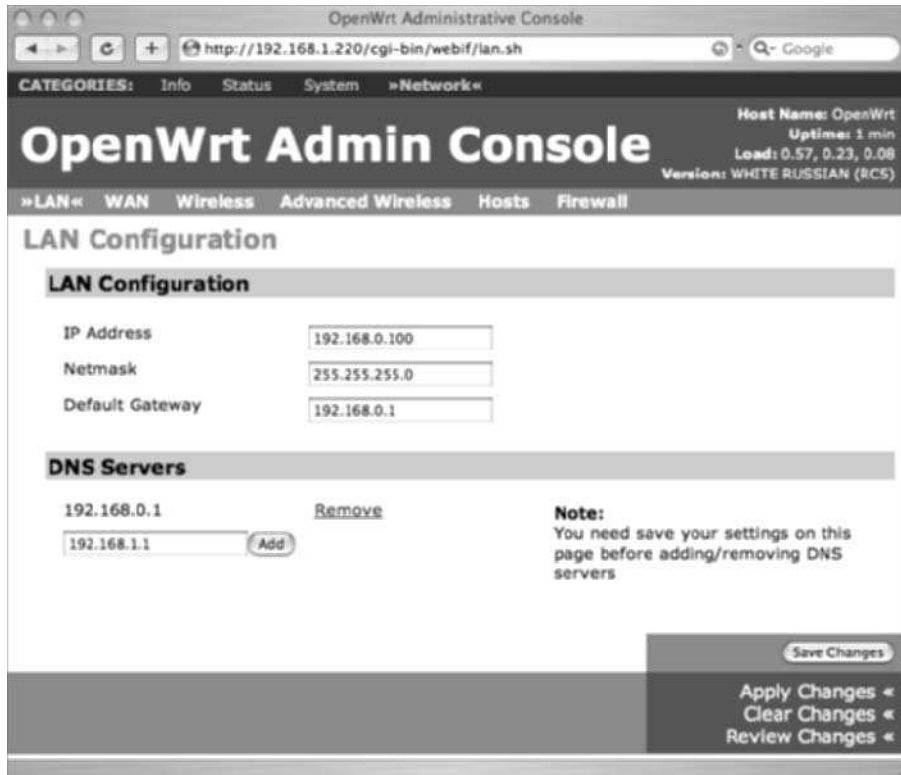 OpenWrt Administrative Console
http://192.168.1.220/cgi-bin/webif/lan.sh
Google
CATEGORIES: Info Status System »Network«
OpenWrt Admin Console
Host Name: OpenWrt
Uptime: 1 min
Load: 0.57, 0.23, 0.08
Version: WHITE RUSSIAN (RC5)
»LAN« WAN Wireless Advanced Wireless Hosts Firewall
LAN Configuration
LAN Configuration
IP Address 192.168.0.100
Netmask 255.255.255.0
Default Gateway 192.168.0.1
DNS Servers
192.168.0.1 Remove
192.168.1.1 Add
Note:
You need save your settings on this
page before adding/removing DNS
servers
Save Changes
Apply Changes «
Clear Changes «
Review Changes «